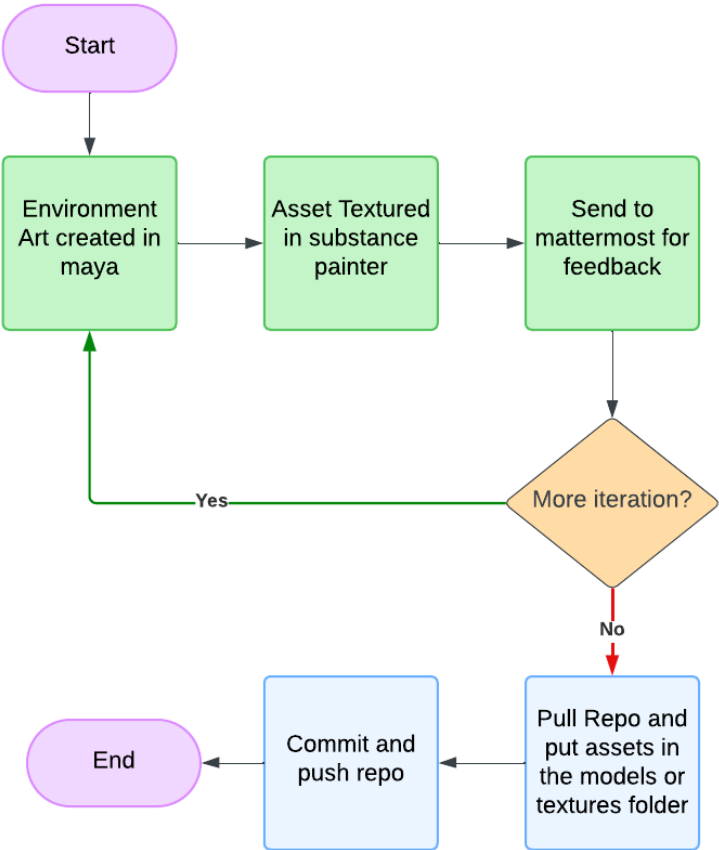 Start
Environment
Art created in
maya
Asset Textured
in substance
painter
Send to
mattermost for
feedback
More iteration?
Yes
No
Pull Repo and
put assets in
the models or
textures folder
Commit and
push repo
End